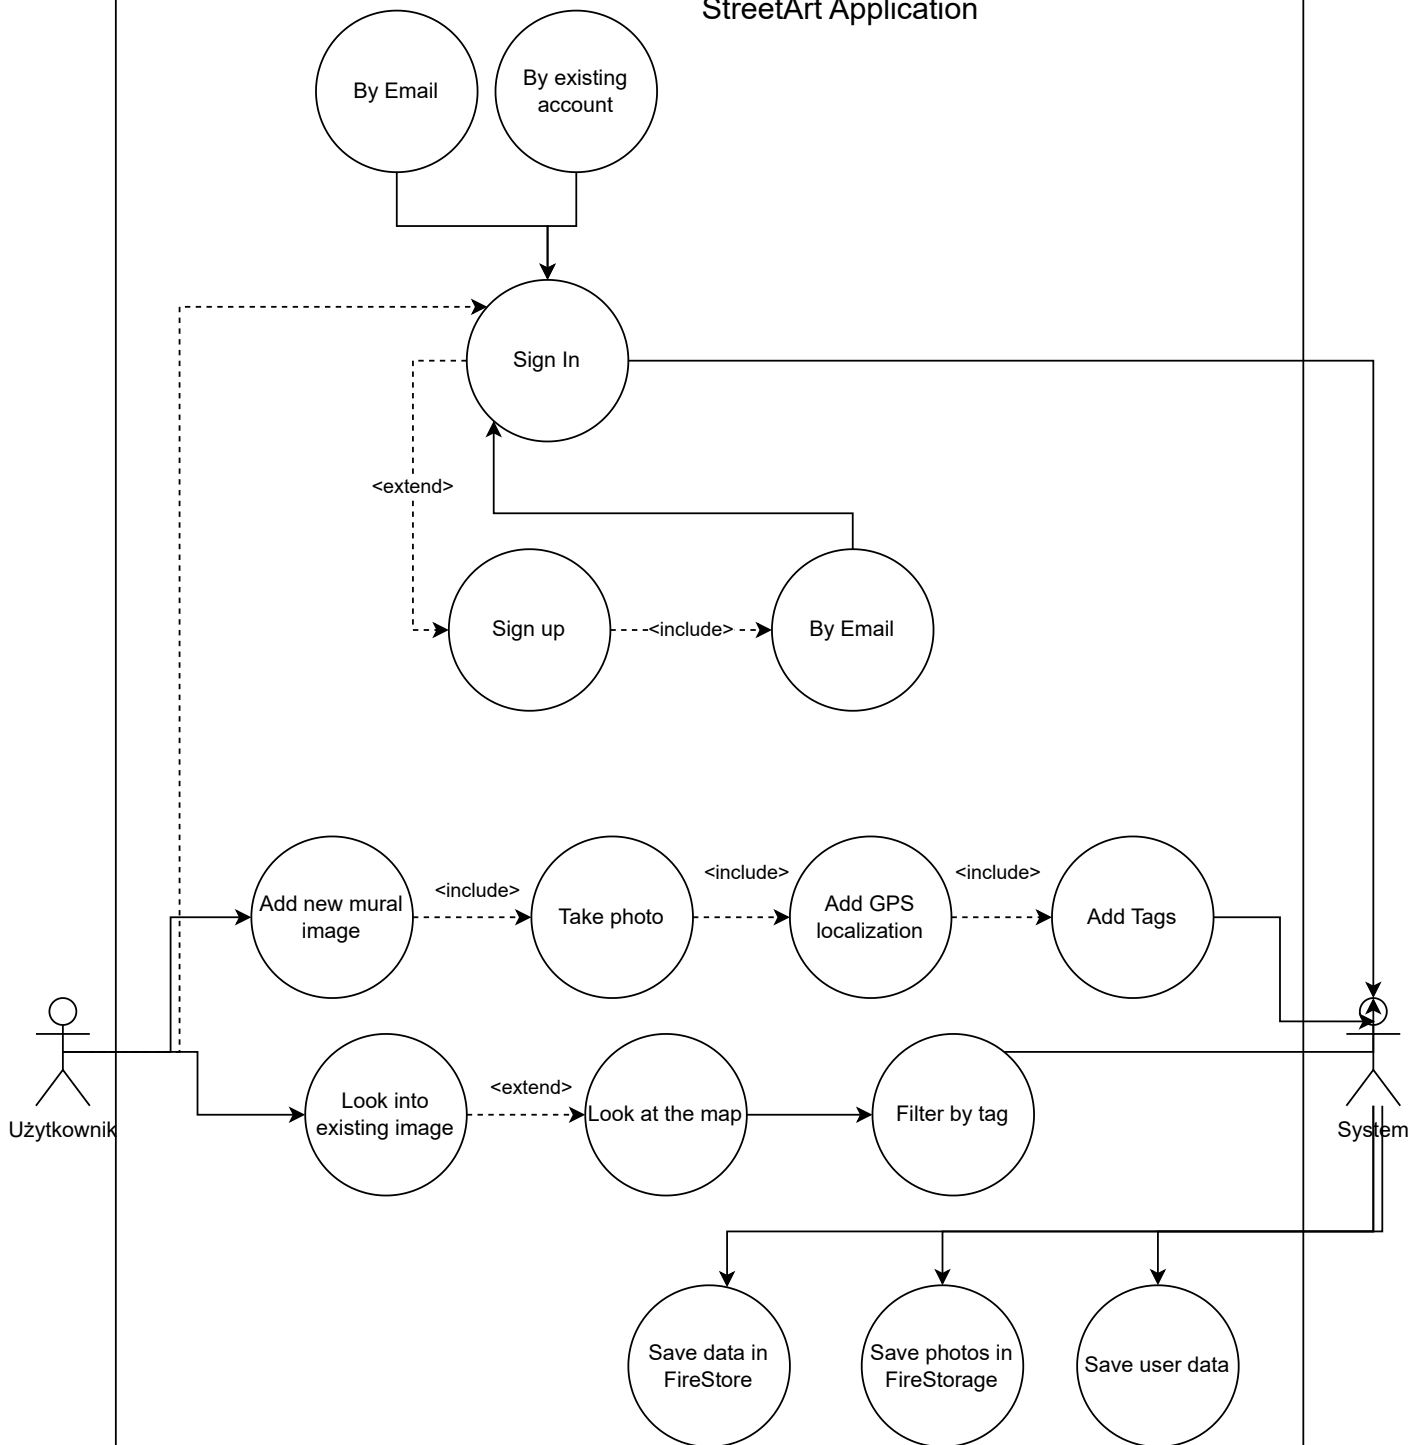 StreetArt Application
By Email
By existing
account
Sign In
<extend>
Sign up
<include>
By Email
Add new mural
image
<include>
Take photo
<include>
Add GPS
localization
<include>
Add Tags
Użytkownik
Look into
existing image
<extend>
Look at the map
Filter by tag
System
Save data in
FireStore
Save photos in
FireStorage
Save user data